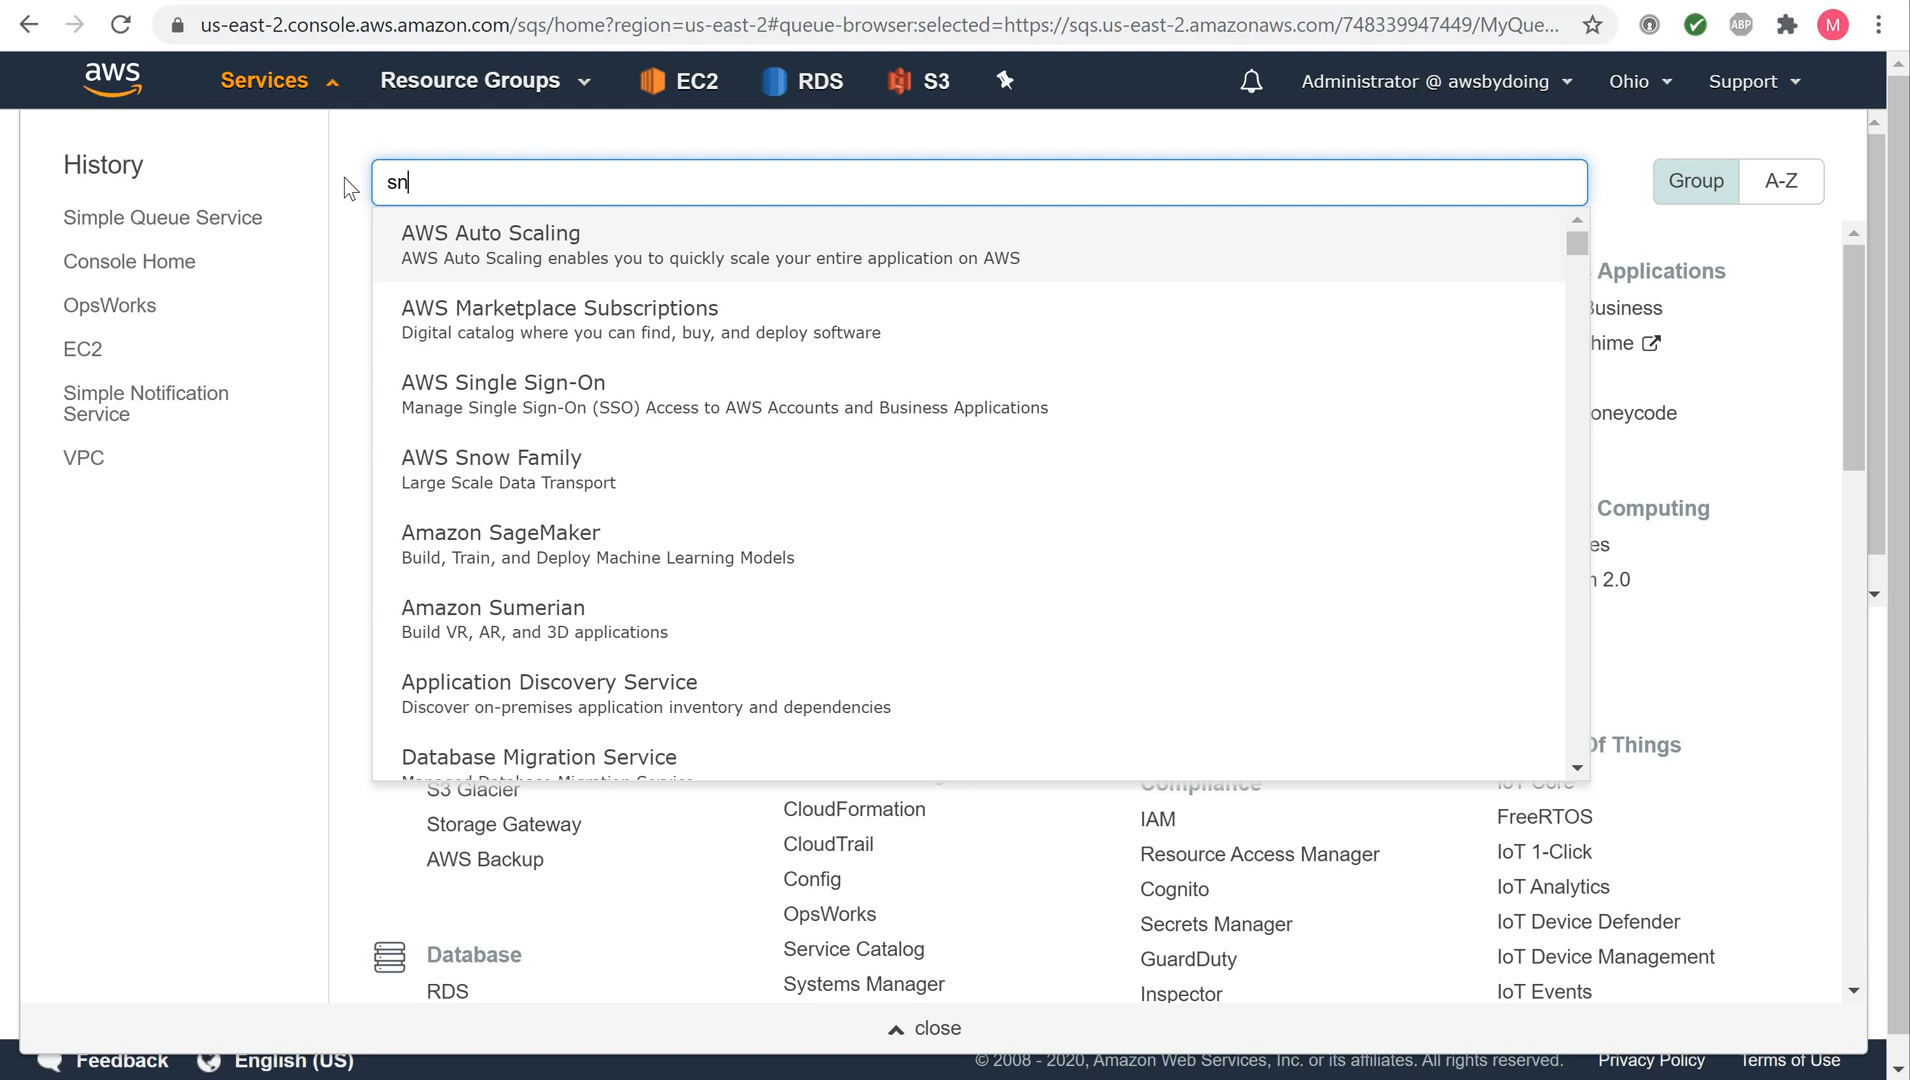 us-east-2.console.aws.amazon.com/sqs/home?region=us-east-2#queue-browser:selected=https://sqs.us-east-2.amazonaws.com/748339947449/MyQue...
ABP
M
aws
Services
Resource Groups
EC2
RDS
S3
Administrator @ awsbydoing
Ohio
Support
History
Simple Queue Service
Console Home
OpsWorks
EC2
Simple Notification
Service
VPC
sn
Group
A-Z
AWS Auto Scaling
AWS Auto Scaling enables you to quickly scale your entire application on AWS
AWS Marketplace Subscriptions
Digital catalog where you can find, buy, and deploy software
AWS Single Sign-On
Manage Single Sign-On (SSO) Access to AWS Accounts and Business Applications
AWS Snow Family
Large Scale Data Transport
Amazon SageMaker
Build, Train, and Deploy Machine Learning Models
Amazon Sumerian
Build VR, AR, and 3D applications
Application Discovery Service
Discover on-premises application inventory and dependencies
Database Migration Service
Managed Database Migration Service
Applications
Business
hime
oneycode
Computing
es
2.0
Of Things
S3 Glacier
Storage Gateway
AWS Backup
Database
RDS
CloudFormation
CloudTrail
Config
OpsWorks
Service Catalog
Systems Manager
Compliance
IAM
Resource Access Manager
Cognito
Secrets Manager
GuardDuty
Inspector
IoT Core
FreeRTOS
IoT 1-Click
IoT Analytics
IoT Device Defender
IoT Device Management
IoT Events
close
Feedback
English (US)
© 2008 - 2020, Amazon Web Services, Inc. or its affiliates. All rights reserved.
Privacy Policy
Terms of Use